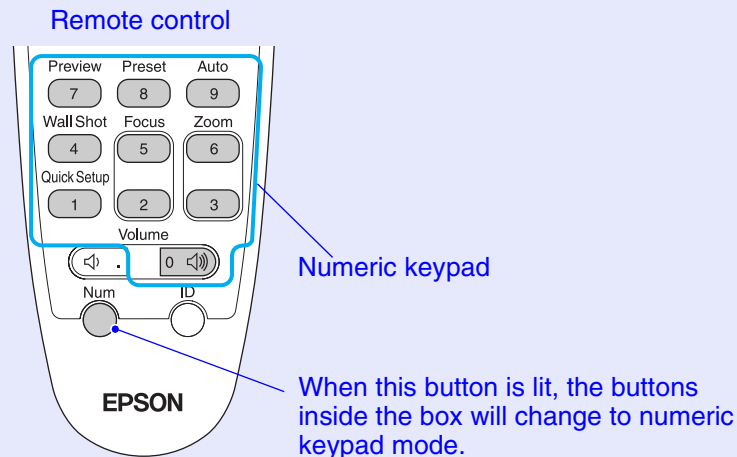 Remote control
Preview Preset Auto
7 8 9
Wall Shot Focus Zoom
4 5 6
Quick Setup
1 2 3
Volume
. 0
Numeric keypad
Num ID
When this button is lit, the buttons
inside the box will change to numeric
keypad mode.
EPSON